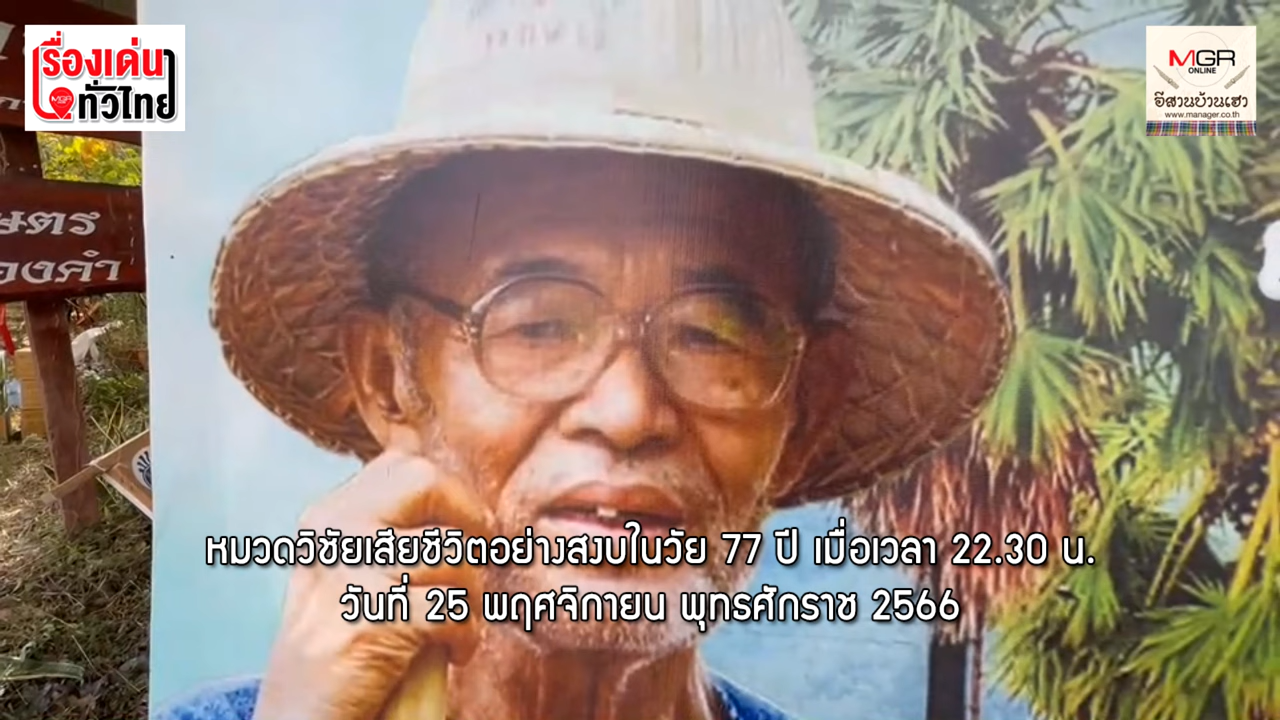 เรื่องเด่น
ทั่วไทย
MGR
MGR
ONLINE
อีสานบ้านเฮา
www.manager.co.th
หมวดวิชัยเสียชีวิตอย่างสงบในวัย 77 ปี เมื่อเวลา 22.30 น.
วันที่ 25 พฤศจิกายน พุทธศักราช 2566